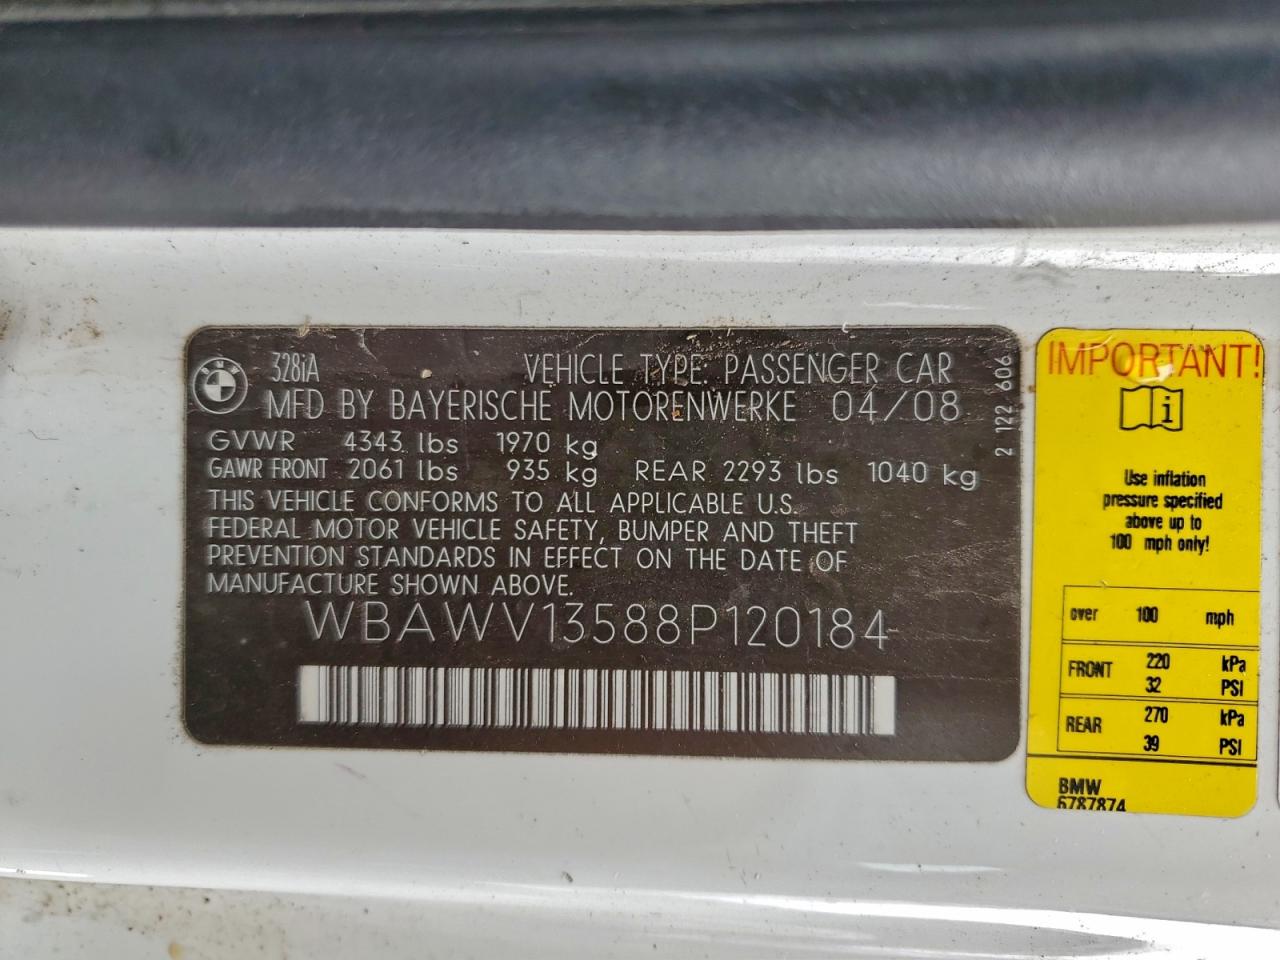 BMW
328iA VEHICLE TYPE: PASSENGER CAR
MFD BY BAYERISCHE MOTORENWERKE 04/08
GVWR 4343 lbs 1970 kg
GAWR FRONT 2061 lbs 935 kg REAR 2293 lbs 1040 kg
THIS VEHICLE CONFORMS TO ALL APPLICABLE U.S.
FEDERAL MOTOR VEHICLE SAFETY, BUMPER AND THEFT
PREVENTION STANDARDS IN EFFECT ON THE DATE OF
MANUFACTURE SHOWN ABOVE.
WBAWV13588P120184
2 122 606
IMPORTANT!
i
Use inflation
pressure specified
above up to
100 mph only!
over 100 mph
FRONT 220 kPa
32 PSI
REAR 270 kPa
39 PSI
BMW
6787874